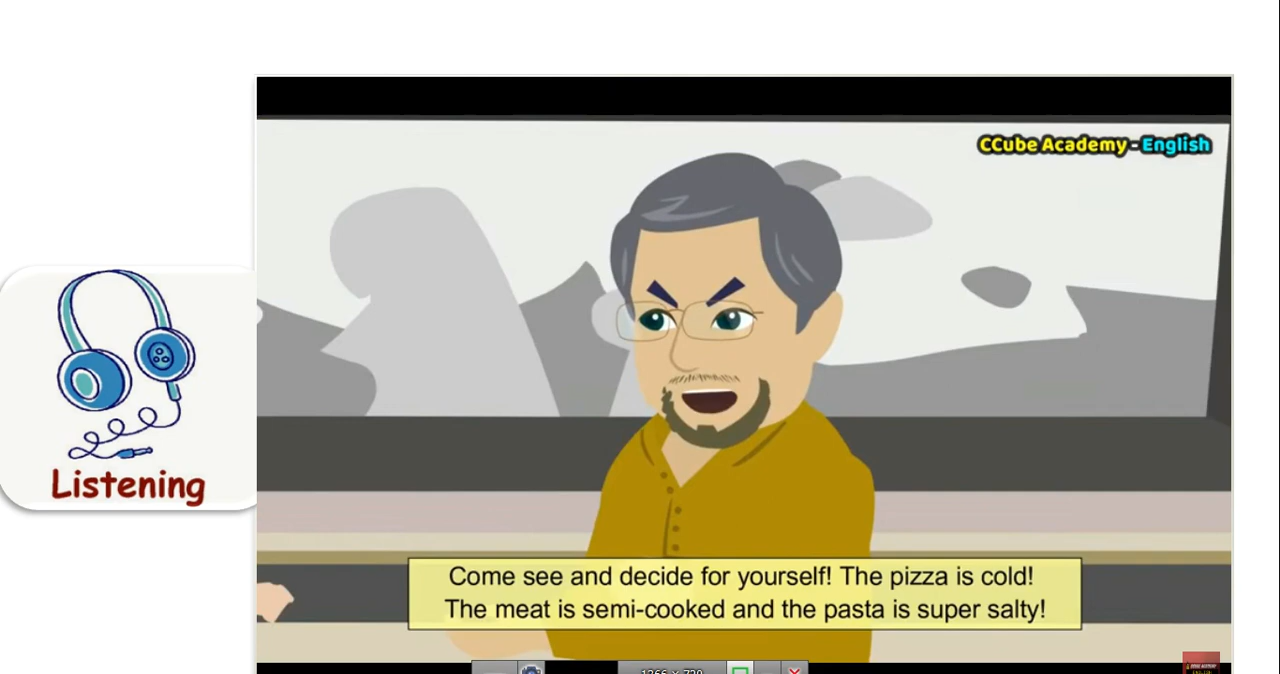 CCube Academy - English
Listening
Come see and decide for yourself! The pizza is cold!
The meat is semi-cooked and the pasta is super salty!